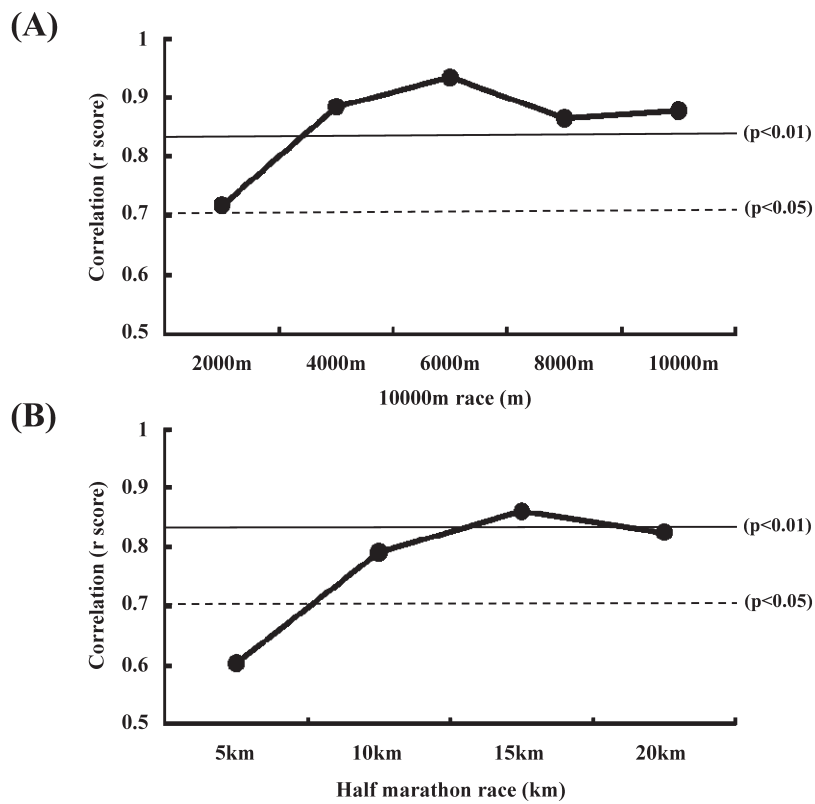 (A)
Correlation (r score)
1
0.9
0.8
0.7
0.6
0.5
(p<0.01)
(p<0.05)
2000m 4000m 6000m 8000m 10000m
10000m race (m)
(B)
Correlation (r score)
1
0.9
0.8
0.7
0.6
0.5
(p<0.01)
(p<0.05)
5km 10km 15km 20km
Half marathon race (km)